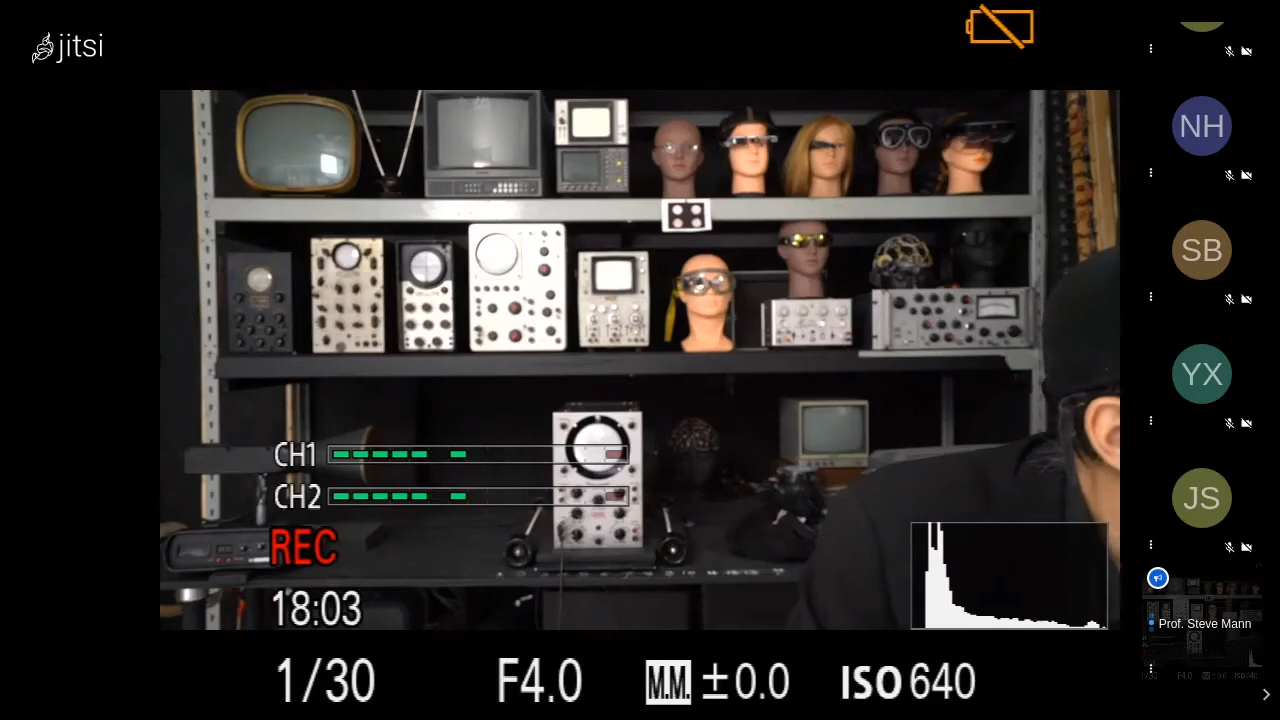 jitsi
NH
SB
CH1
YX
CH2
JS
REC
18:03
Prof. Steve Mann
1/30 F4.0 M.M. ±0.0 ISO 640